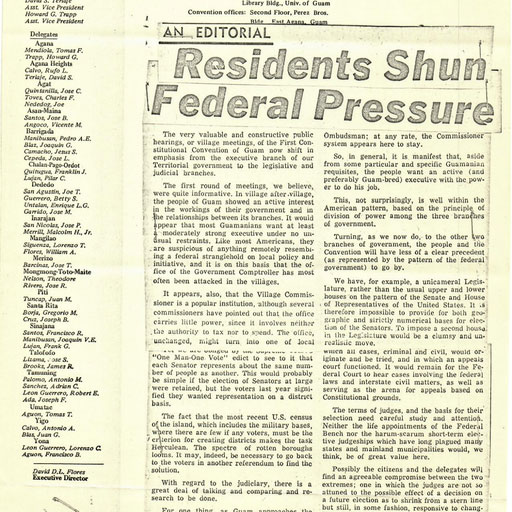 David S. Terlaje
Asst. Vice President
Howard G. Trapp
Asst. Vice President
Delegates
Agana
Mendiola, Tomas F.
Trapp, Howard G.
Agana Heights
Calvo, Rufo L.
Terlaje, David S.
Agat
Quintanilla, Jose C.
Toves, Charles F.
Nededog, Joe
Asan-Maina
Santos, Jose B.
Angoco, Vicente M.
Barrigada
Manibusan, Pedro A.E.
Blaz, Joaquin G.
Camacho, Jesus S.
Cepeda, Jose L.
Chalan-Pago-Ordot
Quitugua, Franklin J.
Lujan, Pilar C.
Dededo
San Agustin, Joe T.
Guerrero, Betty S.
Untalan, Enrique L.G.
Garrido, Jose M.
Inarajan
San Nicolas, Jose P.
Merrill, Malcolm H., Jr.
Mangilao
Siguenza, Lorenzo T.
Flores, William A.
Merizo
Barcinas, Jose T.
Mongmong-Toto-Maite
Nelson, Theodore
Rivera, Jose R.
Piti
Tuncap, Juan M.
Santa Rita
Borja, Gregorio M.
Cruz, Joseph B.
Sinajana
Santos, Francisco R.
Manibusan, Joaquin V.E.
Lujan, Frank G.
Talofofo
Lizama, Jose S.
Brooks, James R.
Tamuning
Palomo, Antonio M.
Sanchez, Adrian C.
Leon Guerrero, Robert E.
Ada, Joseph F.
Umatac
Aguon, Tomas T.
Yigo
Calvo, Antonio A.
Blas, Juan G.
Yona
Leon Guerrero, Lorenzo C.
Aguon, Francisco B.
David D.L. Flores
Executive Director
Library Bldg., Univ. of Guam
Convention offices: Second Floor, Perez Bros.
Bldg. East Agana, Guam
AN EDITORIAL
Residents Shun
Federal Pressure
The very valuable and constructive public
hearings, or village meetings, of the First Con-
stitutional Convention of Guam now shift in
emphasis from the executive branch of our
Territorial government to the legislative and
judicial branches.
The first round of meetings, we believe,
were quite informative. In village after village,
the people of Guam showed an active interest
in the workings of their government and in
the relationships between its branches. It would
appear that most Guamanians want at least
a moderately strong executive under no un-
usual restraints. Like most Americans, they
are suspicious of anything remotely resembl-
ing a federal stranglehold on local policy and
initiative, and it is on this basis that the of-
fice of the Government Comptroller has most
often been attacked in the villages.
It appears, also, that the Village Commis-
sioner is a popular institution, although several
commissioners have pointed out that the office
carries little power, since it involves neither
the authority to tax nor to spend. The office,
unchanged, might turn into one of local
"One Man-One Vote" edict to see to it that
each Senator represents about the same num-
ber of people as another. This would probably
be simple if the election of Senators at large
were retained, but the voters last year signi-
fied they wanted representation on a district
basis.
The fact that the most recent U.S. census
of the island, which includes the military bases,
where there are few if any voters, must be the
criterion for creating districts makes the task
Herculean. The spectre of rotten boroughs
looms. It may, indeed, be necessary to go back
to the voters in another referendum to find the
solution.
With regard to the Judiciary, there is a
great deal of talking and comparing and re-
search to be done.
For one thing, as Guam approaches the
Ombudsman; at any rate, the Commissioner
system appears here to stay.
So, in general, it is manifest that, aside
from some particular and specific Guamanian
requisites, the people want an active (and
preferably Guam-bred) executive with the pow-
er to do his job.
This, not surprisingly, is well within the
American pattern, based on the principle of
division of power among the three branches
of government.
Turning, as we now do, to the other two
branches of government, the people and the
Convention will have less of a clear precedent
(as represented by the pattern of the federal
government) to go by.
We have, for example, a unicameral Legis-
lature, rather than the usual upper and lower
houses on the pattern of the Senate and House
of Representatives of the United States. It is
therefore impossible to provide for both geo-
graphic and strictly numerical bases for elec-
tion of the Senators. To impose a second house
in the Legislature would be a clumsy and un-
realistic move.
which all cases, criminal and civil, would or-
iginate and be tried, and in which an appeals
court functioned. It would remain for the Fe-
deral Court to hear cases involving the federal
laws and interstate civil matters, as well as
serving as the arena for appeals based on
Constitutional grounds.
The terms of judges, and the basis for their
selection need careful study and attention.
Neither the life appointments of the Federal
Bench nor the harum-scarum short-term elec-
tive judgeships which have long plagued many
states and mainland municipalities would, we
think, be of great value here.
Possibly the citizens and the delegates will
find an agreeable compromise between the two
extremes; one in which the judges are not so
attuned to the possible effect of a decision on
a future election as to shrink from a stern line
but still, in some fashion, responsive to chang-